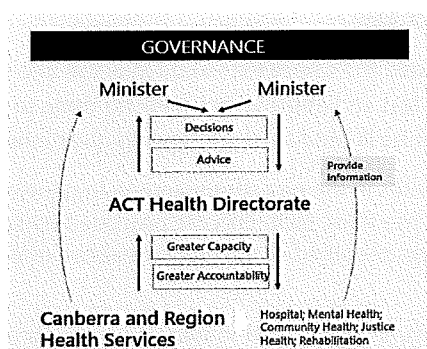 GOVERNANCE
Minister Minister
Decisions
Advice
Provide
Information
ACT Health Directorate
Greater Capacity
Greater Accountability
Canberra and Region
Health Services
Hospital; Mental Health;
Community Health; Justice
Health; Rehabilitation